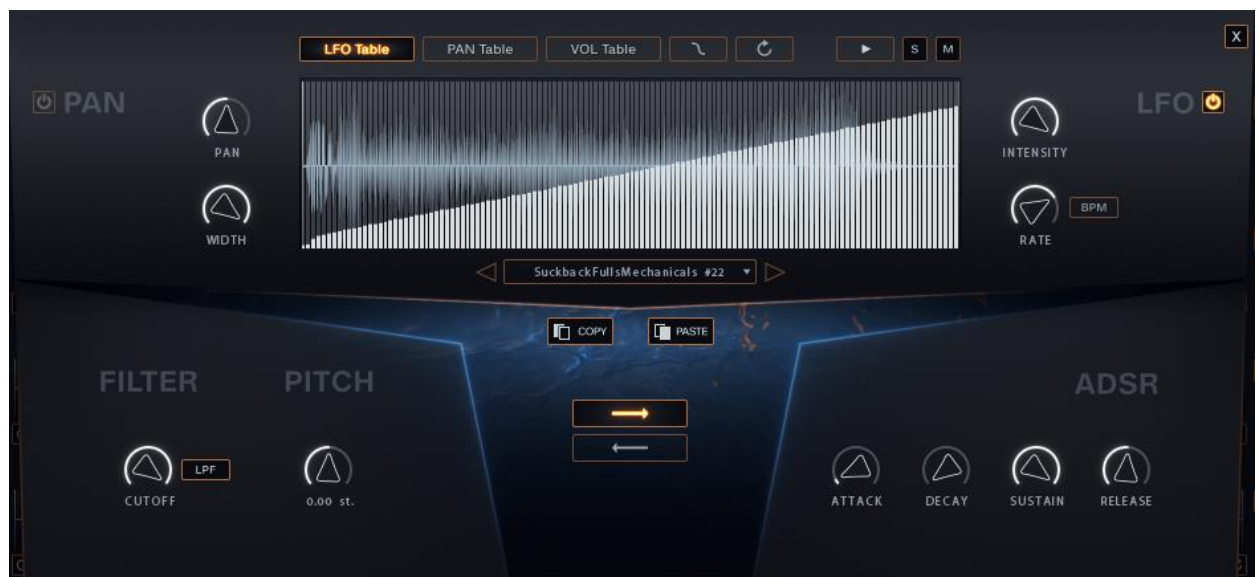 LFO Table PAN Table VOL Table S M X
PAN LFO
PAN INTENSITY
BPM
WIDTH RATE
SuckbackFullsMechanicals #22
COPY PASTE
FILTER PITCH ADSR
LPF
CUTOFF 0.00 st. ATTACK DECAY SUSTAIN RELEASE